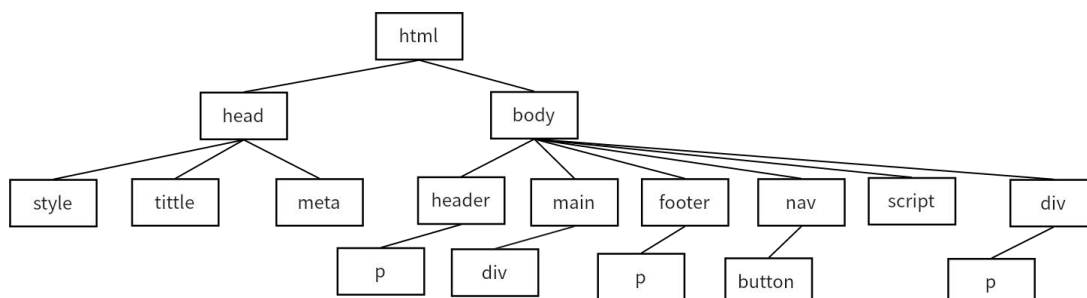 html
head
body
style
tittle
meta
header
main
footer
nav
script
div
p
div
p
button
p